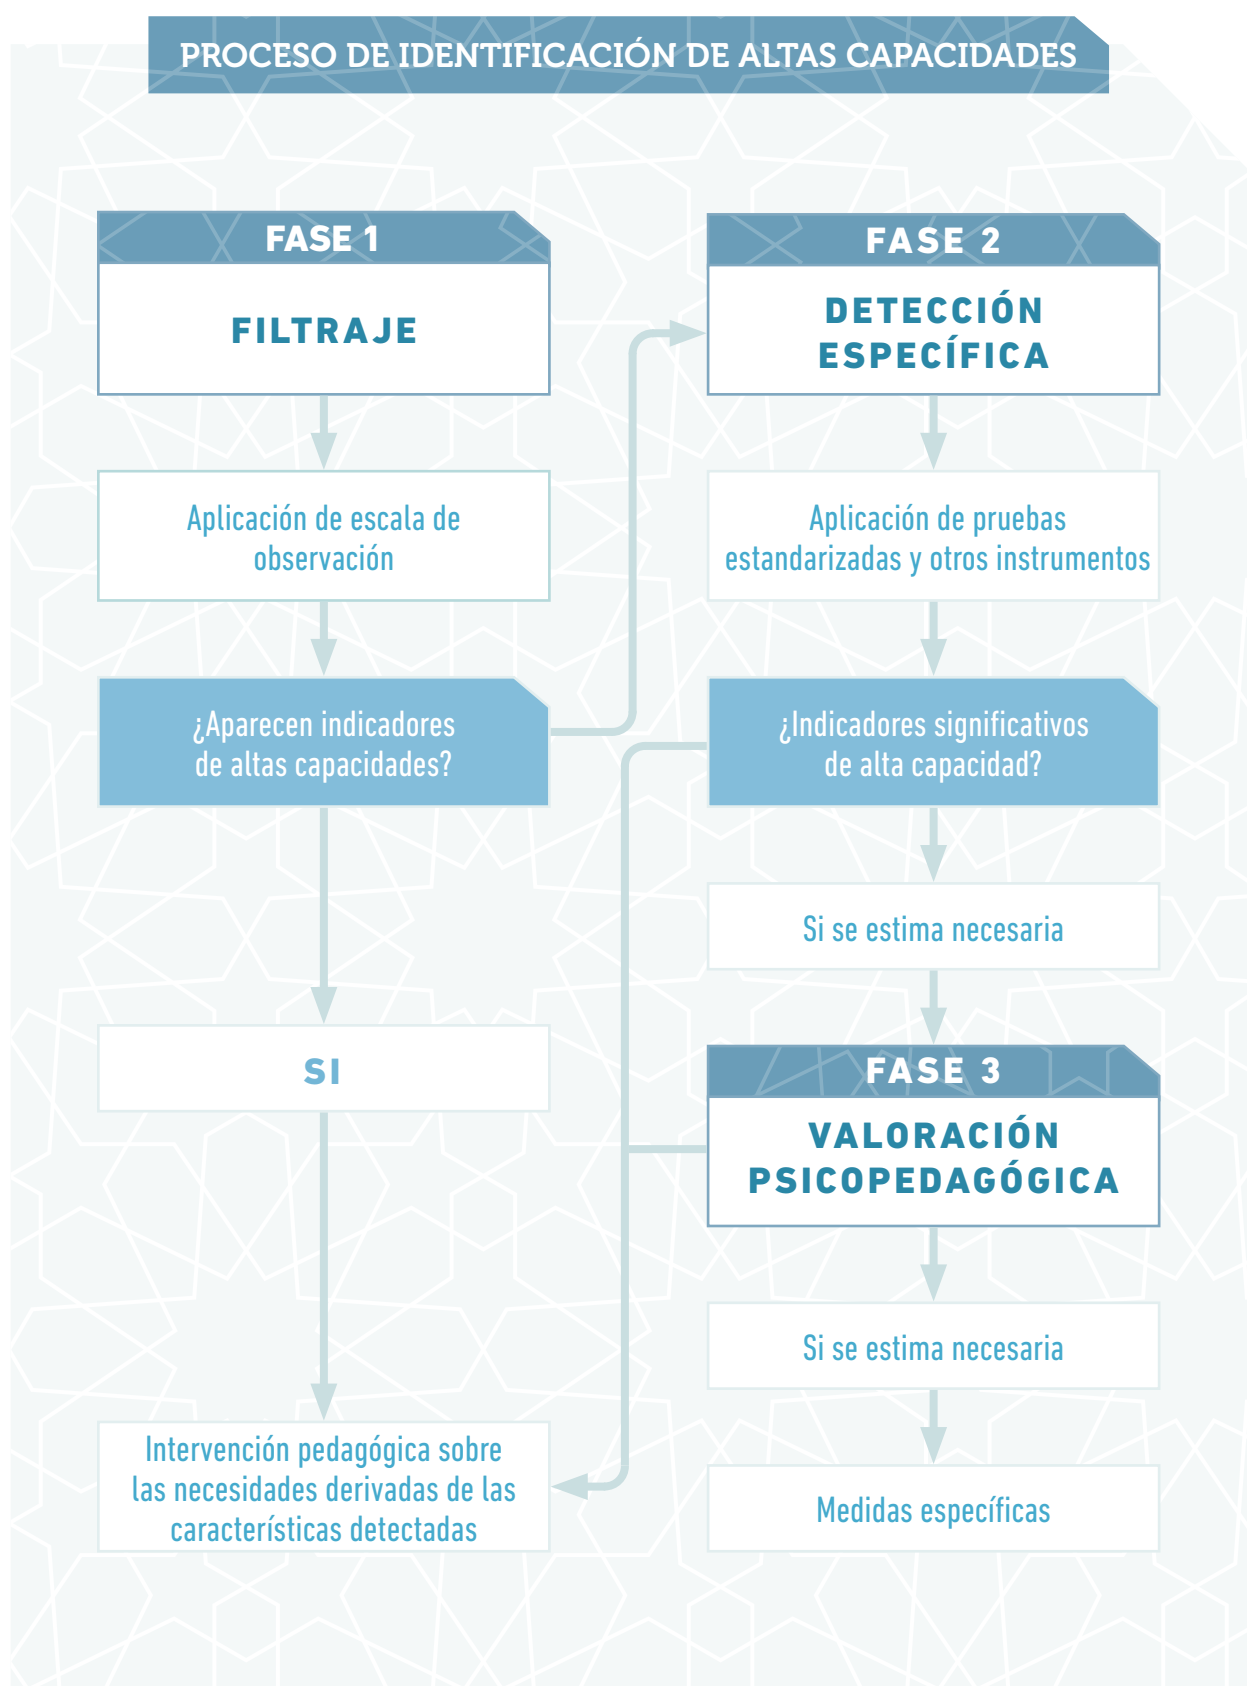 PROCESO DE IDENTIFICACIÓN DE ALTAS CAPACIDADES
FASE 1
FILTRAJE
Aplicación de escala de
observación
¿Aparecen indicadores
de altas capacidades?
SI
Intervención pedagógica sobre
las necesidades derivadas de las
características detectadas
FASE 2
DETECCIÓN
ESPECÍFICA
Aplicación de pruebas
estandarizadas y otros instrumentos
¿Indicadores significativos
de alta capacidad?
Si se estima necesaria
FASE 3
VALORACIÓN
PSICOPEDAGÓGICA
Si se estima necesaria
Medidas específicas